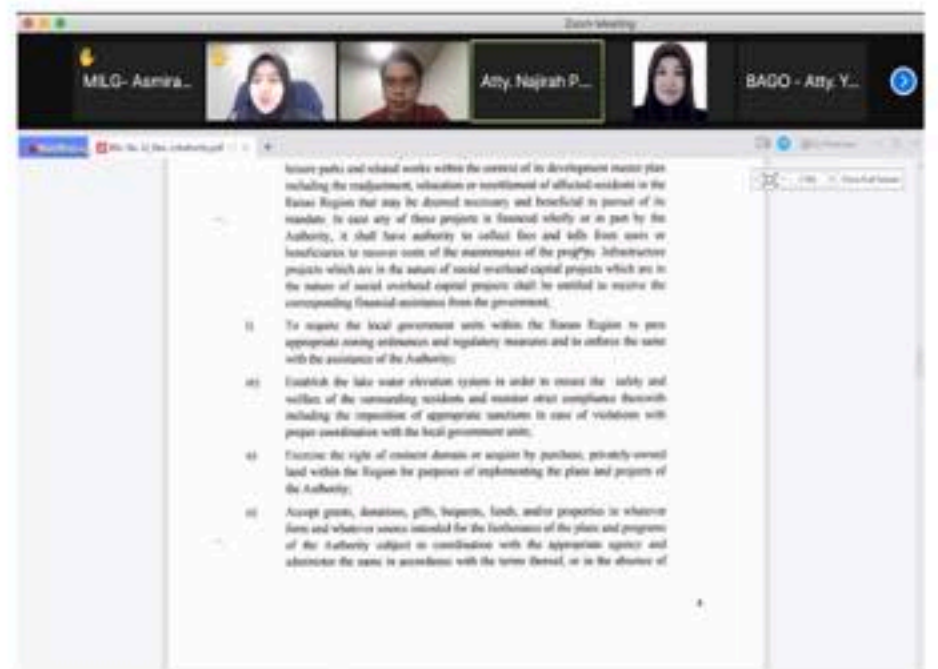 Zoom Meeting
MILG- Asmira...
Atty. Najirah P...
BAGO - Atty. Y...
leisure parks and related works within the context of its development master plan
including the readjustment, relocation or resettlement of affected residents in the
Ranao Region that may be deemed necessary and beneficial in pursuit of its
mandate. In case any of these projects is financed wholly or in part by the
Authority, it shall have authority to collect fees and tolls from users or
beneficiaries to recover costs of the maintenance of the projects. Infrastructure
projects which are in the nature of social overhead capital projects which are in
the nature of social overhead capital projects shall be entitled to receive the
corresponding financial assistance from the government;
l) To require the local government units within the Ranao Region to pass
appropriate zoning ordinances and regulatory measures and to enforce the same
with the assistance of the Authority;
m) Establish the lake water elevation system in order to ensure the safety and
welfare of the surrounding residents and monitor strict compliance therewith
including the imposition of appropriate sanctions in case of violations with
proper coordination with the local government units;
n) Exercise the right of eminent domain or acquire by purchase, privately-owned
land within the Region for purposes of implementing the plans and projects of
the Authority;
o) Accept grants, donations, gifts, bequests, funds, and/or properties in whatever
form and whatever source intended for the furtherance of the plans and programs
of the Authority subject to coordination with the appropriate agency and
administer the same in accordance with the terms thereof, or in the absence of